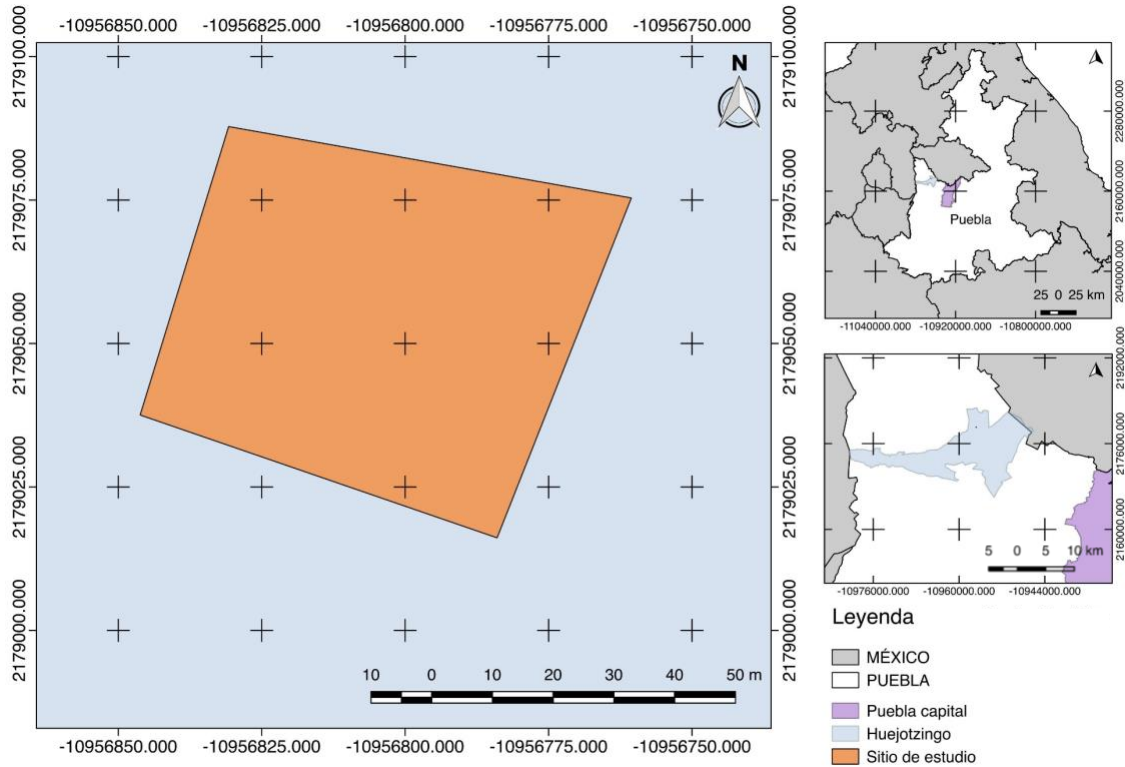 -10956850.000 -10956825.000 -10956800.000 -10956775.000 -10956750.000
2179100.000
2179075.000
2179050.000
2179025.000
2179000.000
N
2179100.000
2179075.000
2179050.000
2179025.000
2179000.000
10 0 10 20 30 40 50 m
-10956850.000 -10956825.000 -10956800.000 -10956775.000 -10956750.000
Puebla
25 0 25 km
2280000.000
2160000.000
2040000.000
-11040000.000 -10920000.000 -10800000.000
5 0 5 10 km
2192000.000
2176000.000
2160000.000
-10976000.000 -10960000.000 -10944000.000
Leyenda
MÉXICO
PUEBLA
Puebla capital
Huejotzingo
Sitio de estudio